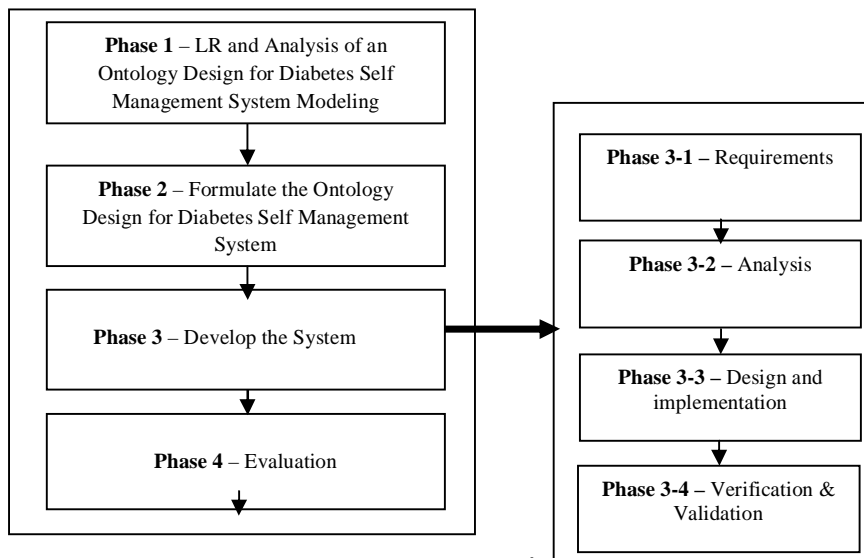 Phase 1 – LR and Analysis of an
Ontology Design for Diabetes Self
Management System Modeling
Phase 2 – Formulate the Ontology
Design for Diabetes Self Management
System
Phase 3 – Develop the System
Phase 4 – Evaluation
Phase 3-1 – Requirements
Phase 3-2 – Analysis
Phase 3-3 – Design and
implementation
Phase 3-4 – Verification &
Validation